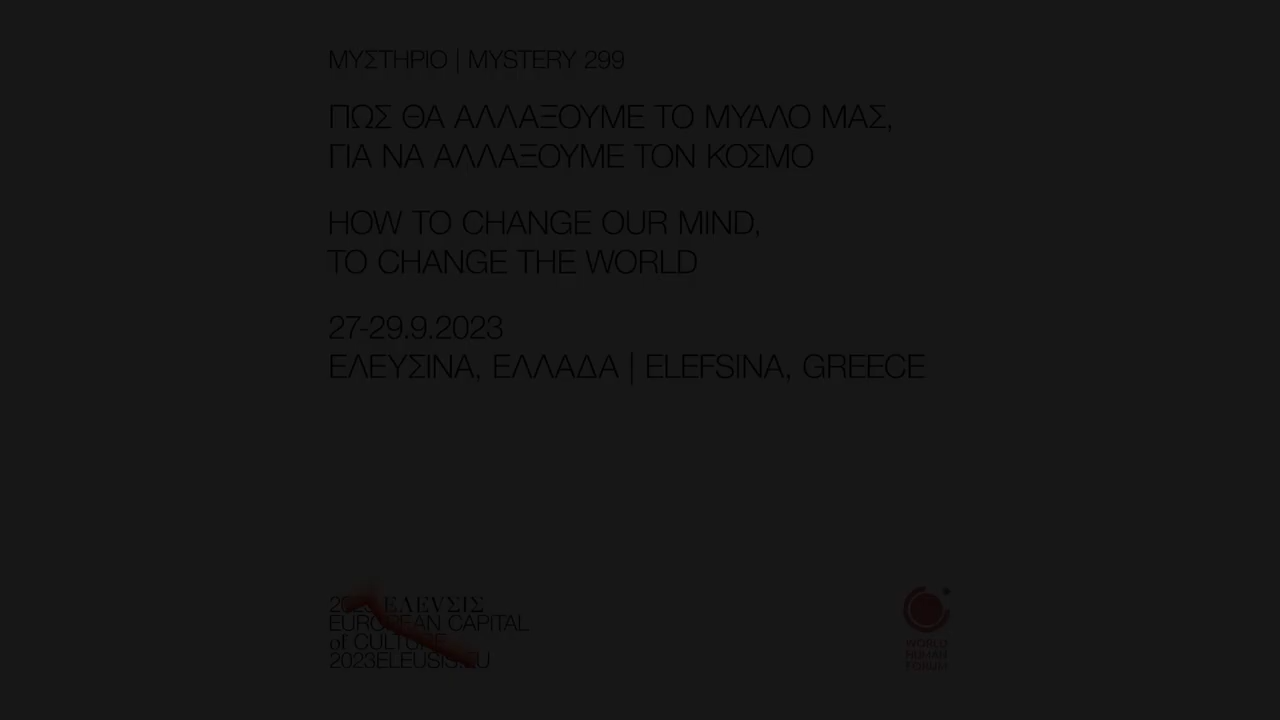 ΜΥΣΤΗΡΙΟ | MYSTERY 299
ΠΩΣ ΘΑ ΑΛΛΑΞΟΥΜΕ ΤΟ ΜΥΑΛΟ ΜΑΣ,
ΓΙΑ ΝΑ ΑΛΛΑΞΟΥΜΕ ΤΟΝ ΚΟΣΜΟ
HOW TO CHANGE OUR MIND,
TO CHANGE THE WORLD
27-29.9.2023
ΕΛΕΥΣΙΝΑ, ΕΛΛΑΔΑ | ELEFSINA, GREECE
2023 ΕΛΕVΣΙΣ
EUROPEAN CAPITAL
of CULTURE
2023ELEUSIS.EU
WORLD
HUMAN
FORUM